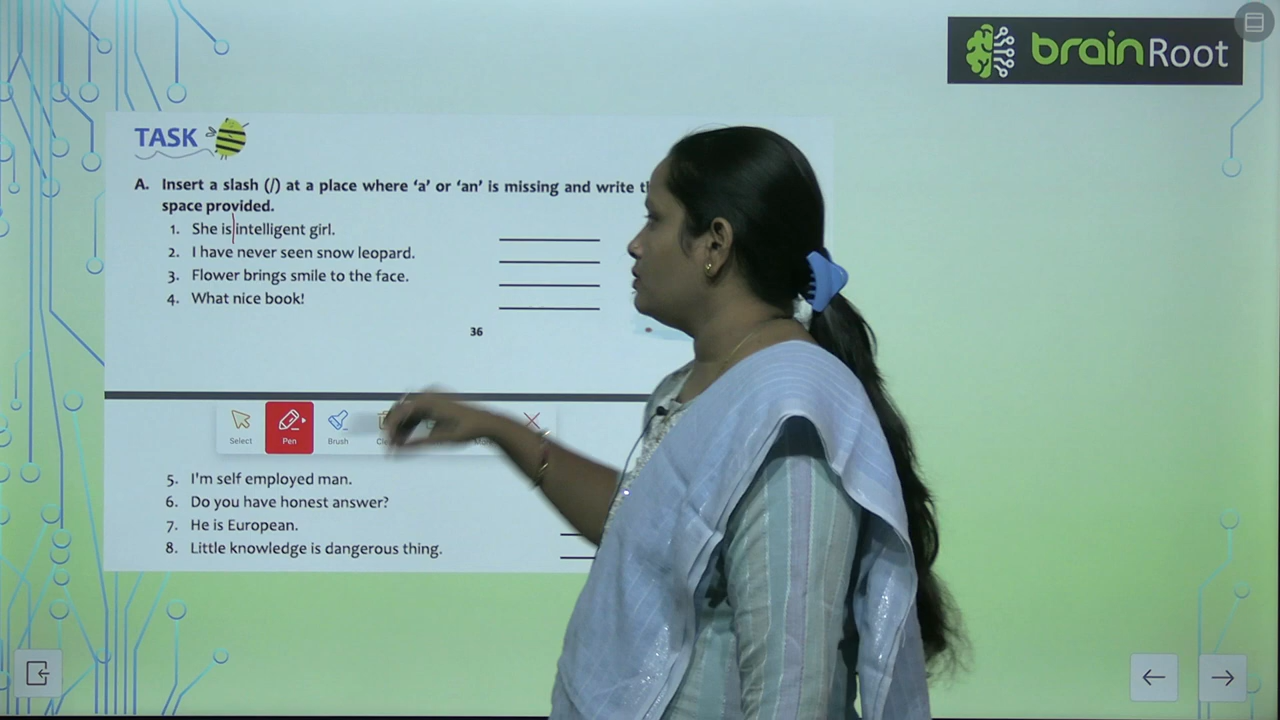 brainRoot
TASK
A. Insert a slash (/) at a place where ‘a’ or ‘an’ is missing and write
space provided.
1. She is intelligent girl.
2. I have never seen snow leopard.
3. Flower brings smile to the face.
4. What nice book!
36
Select Pen Brush
5. I'm self employed man.
6. Do you have honest answer?
7. He is European.
8. Little knowledge is dangerous thing.